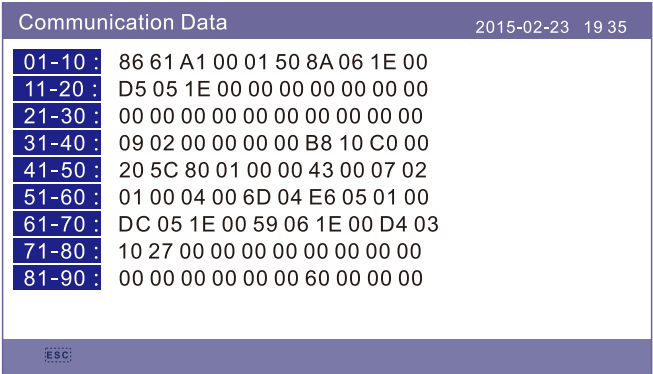 Communication Data 2015-02-23 19 35
01-10 : 86 61 A1 00 01 50 8A 06 1E 00
11-20 : D5 05 1E 00 00 00 00 00 00 00
21-30 : 00 00 00 00 00 00 00 00 00 00
31-40 : 09 02 00 00 00 00 B8 10 C0 00
41-50 : 20 5C 80 01 00 00 43 00 07 02
51-60 : 01 00 04 00 6D 04 E6 05 01 00
61-70 : DC 05 1E 00 59 06 1E 00 D4 03
71-80 : 10 27 00 00 00 00 00 00 00 00
81-90 : 00 00 00 00 00 00 60 00 00 00
ESC